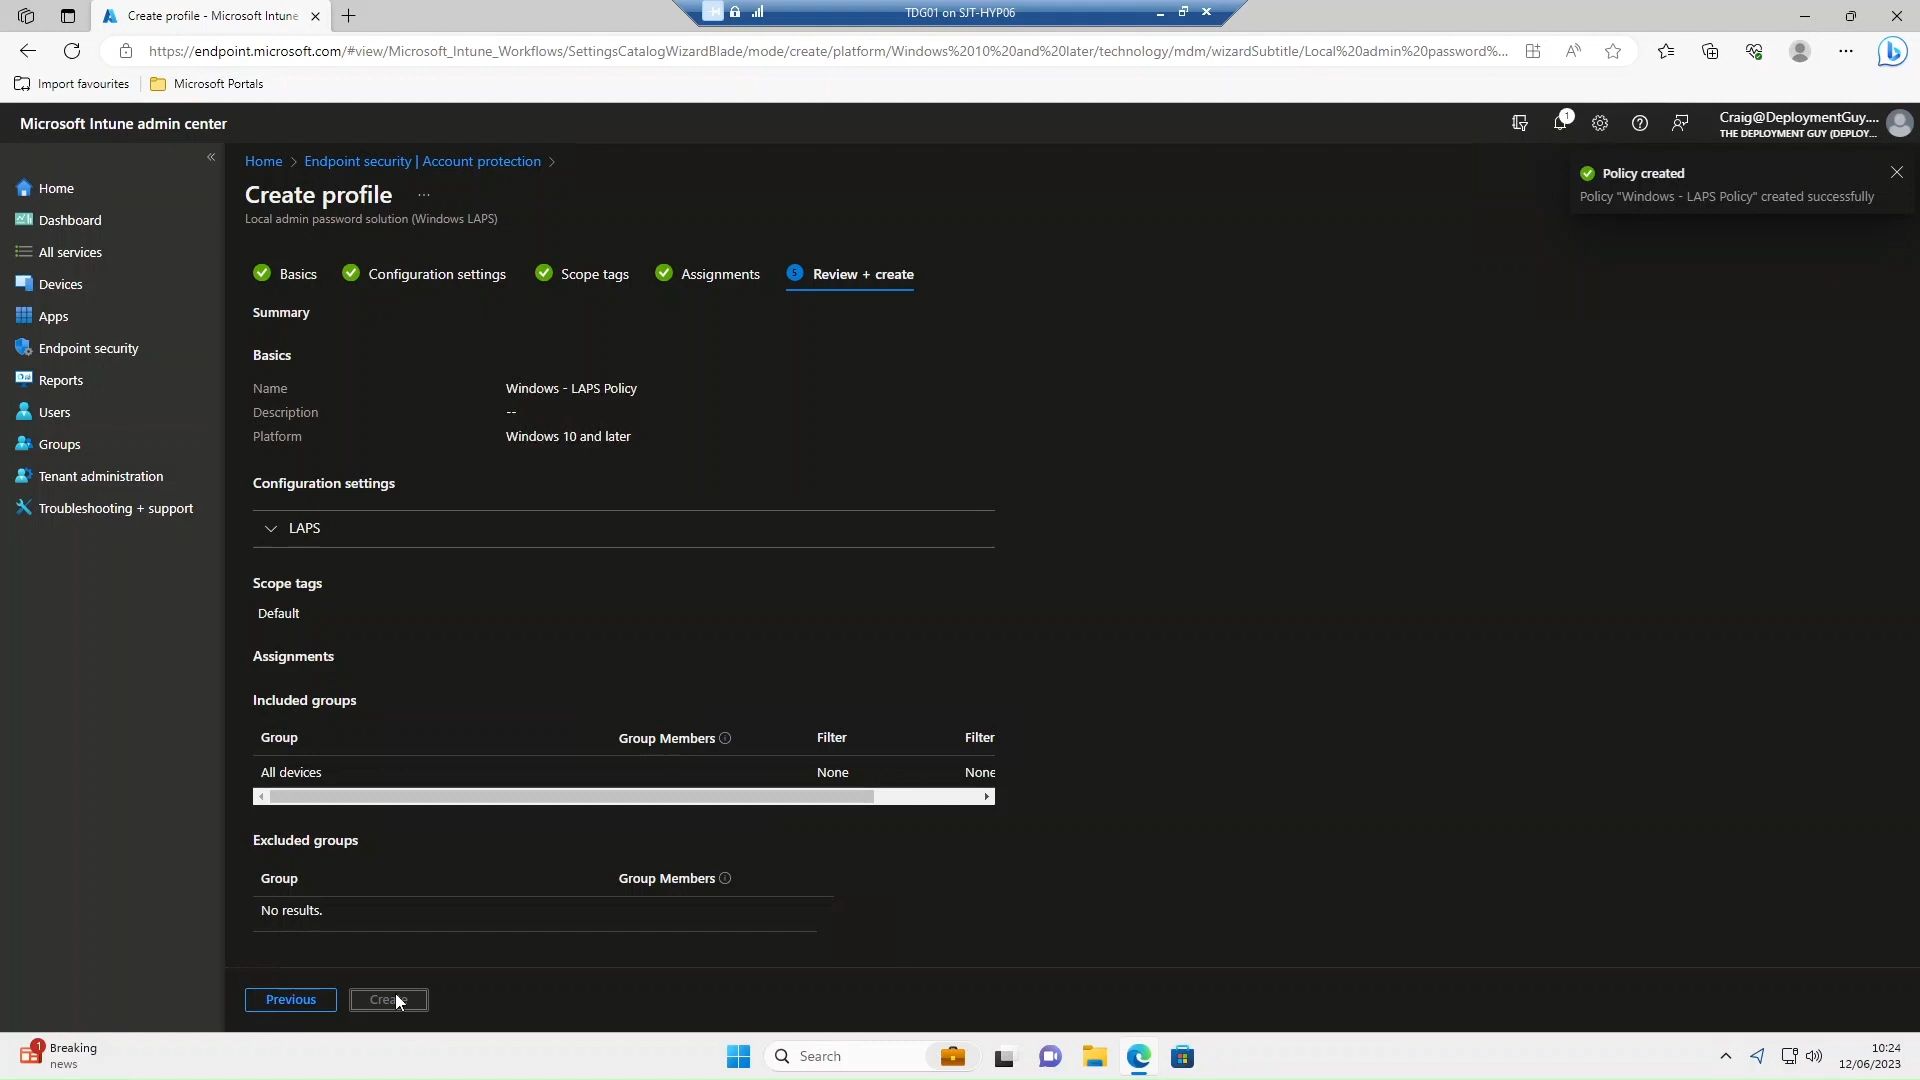 Create profile - Microsoft Intune
TDG01 on SJT-HYP06
https://endpoint.microsoft.com/#view/Microsoft_Intune_Workflows/SettingsCatalogWizardBlade/mode/create/platform/Windows%2010%20and%20later/technology/mdm/wizardSubtitle/Local%20admin%20password%...
Import favourites
Microsoft Portals
Microsoft Intune admin center
1
Craig@DeploymentGuy....
THE DEPLOYMENT GUY (DEPLOY...
Home
Dashboard
All services
Devices
Apps
Endpoint security
Reports
Users
Groups
Tenant administration
Troubleshooting + support
Home > Endpoint security | Account protection >
Create profile ...
Local admin password solution (Windows LAPS)
Policy created
Policy "Windows - LAPS Policy" created successfully
Basics
Configuration settings
Scope tags
Assignments
5 Review + create
Summary
Basics
Name Windows - LAPS Policy
Description --
Platform Windows 10 and later
Configuration settings
LAPS
Scope tags
Default
Assignments
Included groups
Group Group Members Filter Filter
All devices None None
Excluded groups
Group Group Members
No results.
Previous
Create
1
Breaking
news
Search
10:24
12/06/2023